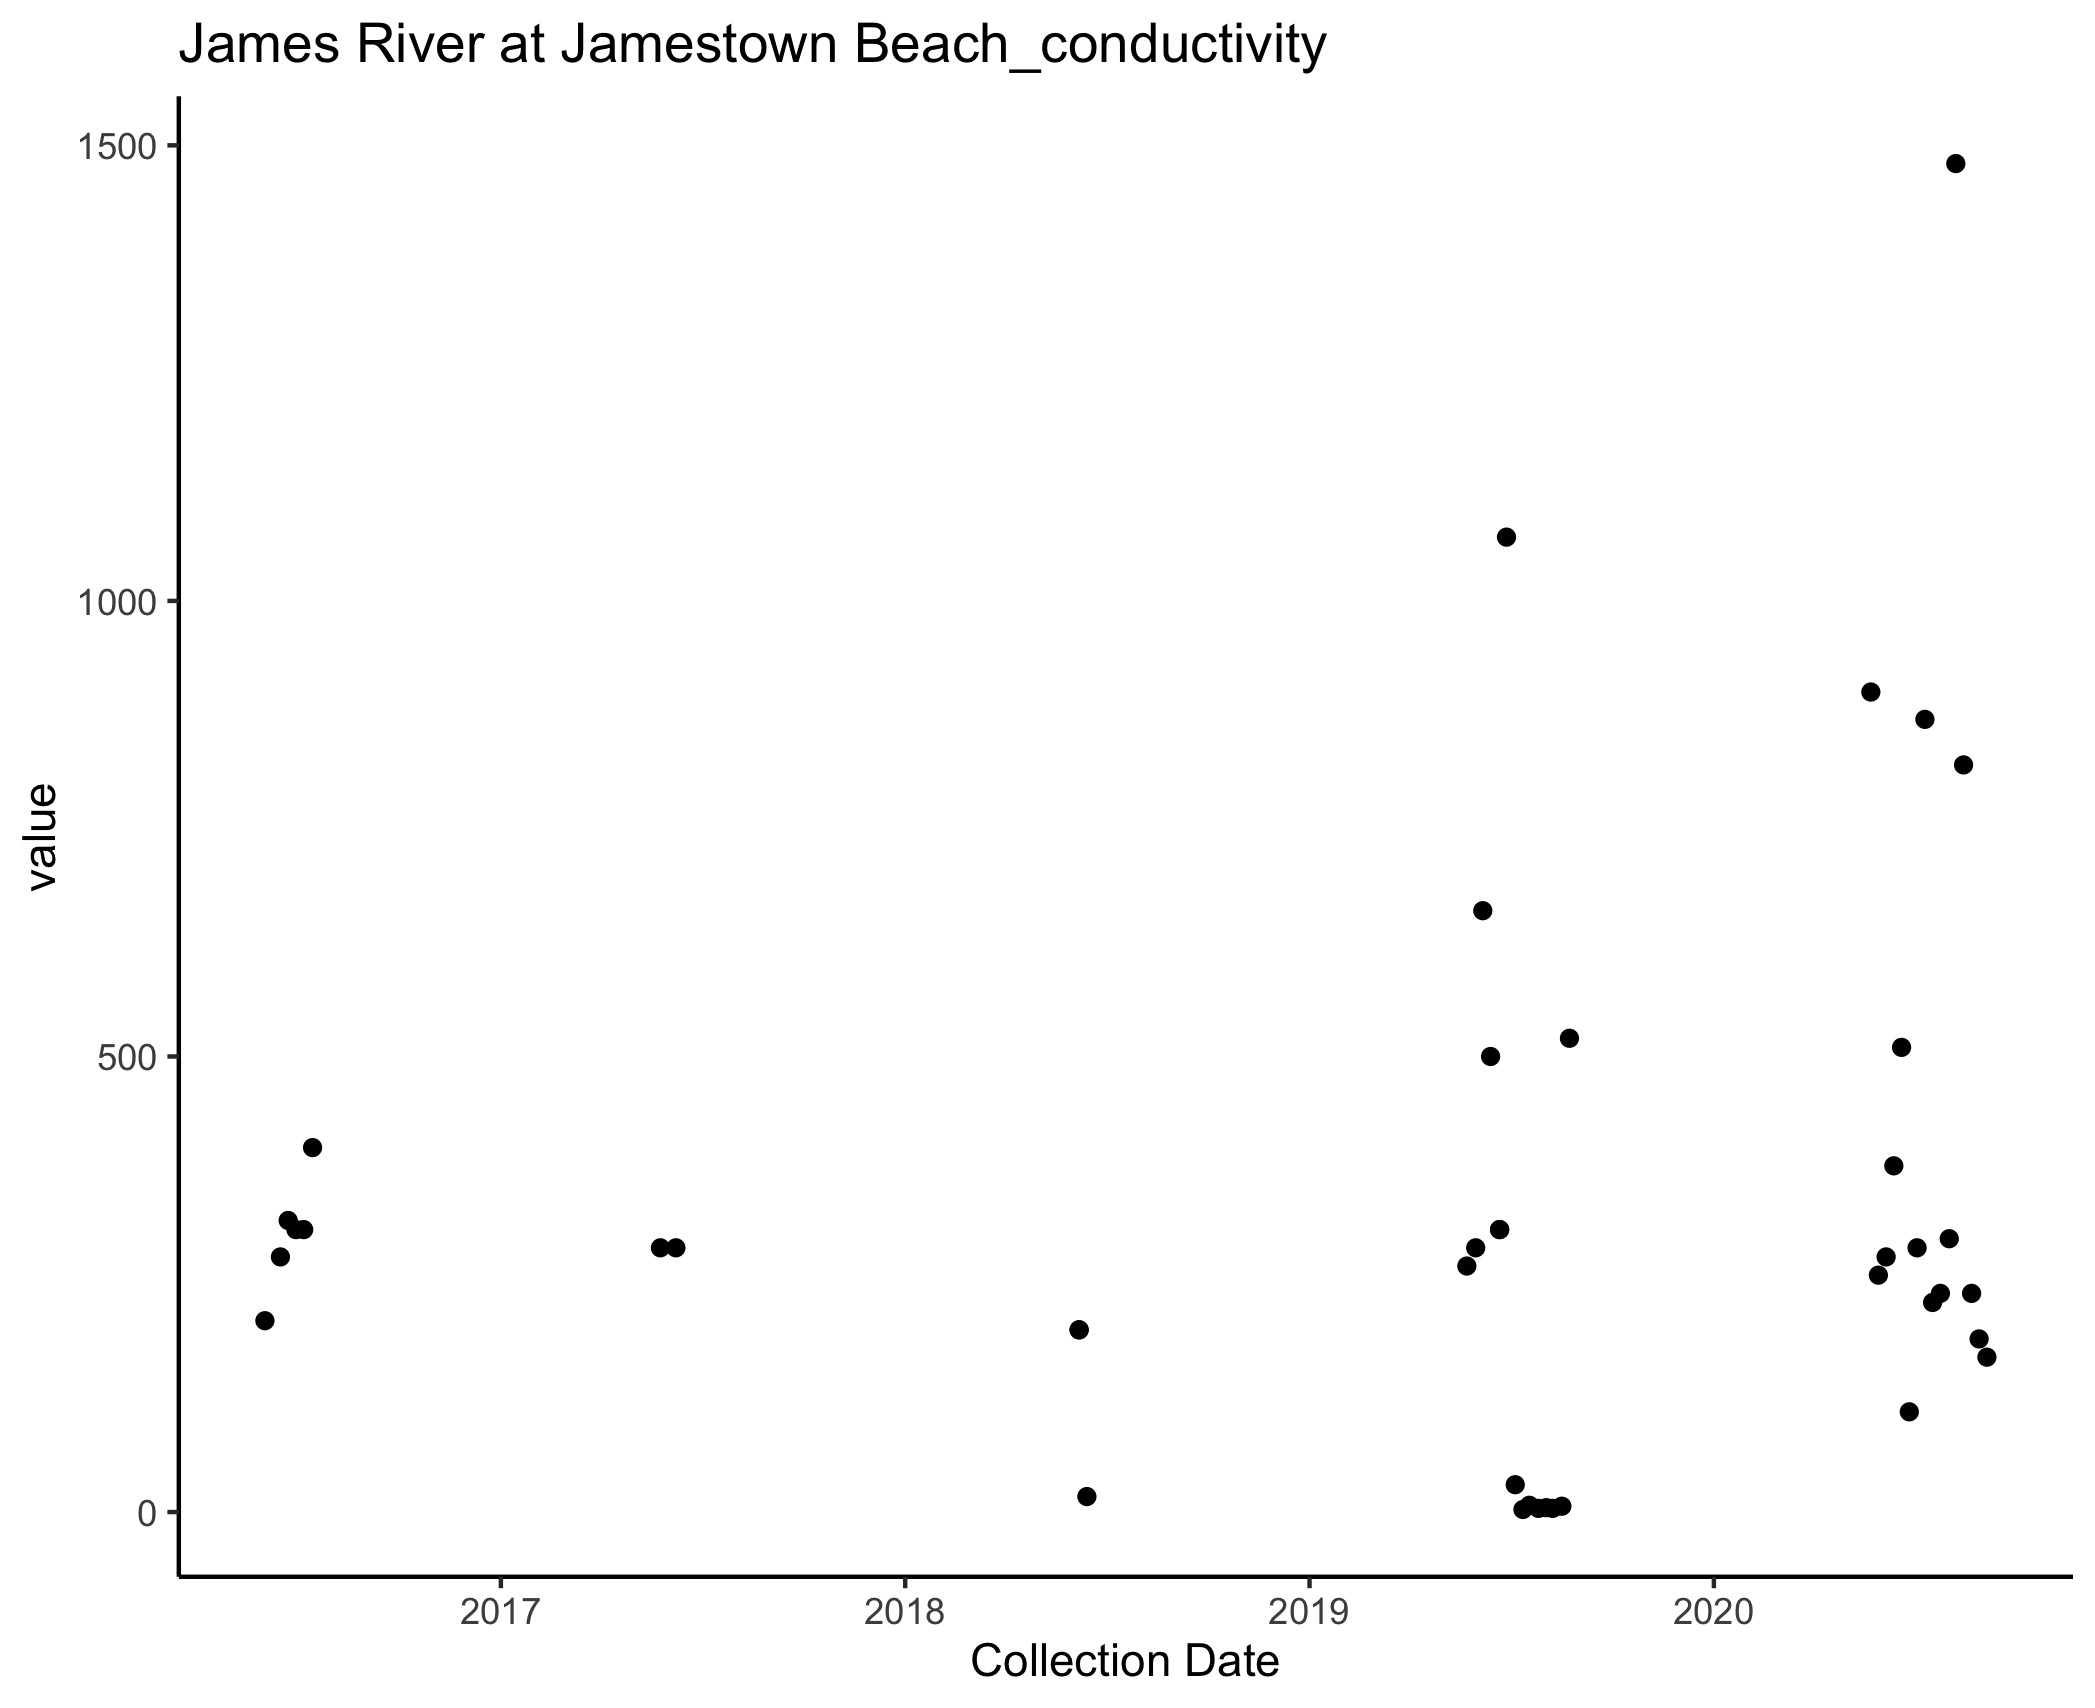 James River at Jamestown Beach_conductivity
1500
1000
500
0
value
2017 2018 2019 2020
Collection Date